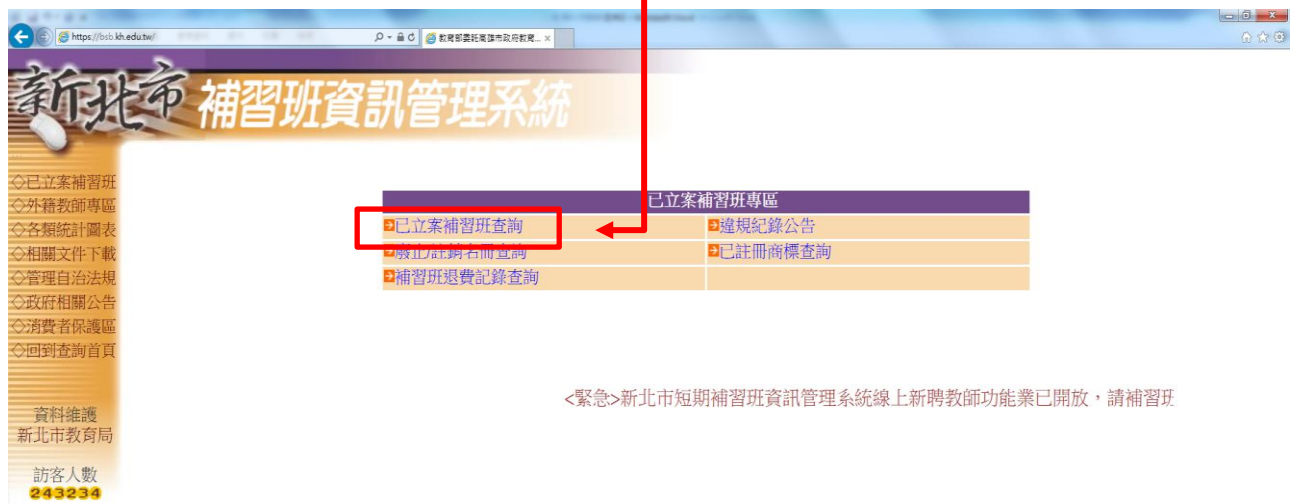 https://bsb.kh.edu.tw/
教育部委託高雄市政府教育...
新北市 補習班資訊管理系統
◇已立案補習班
◇外籍教師專區
◇各類統計圖表
◇相關文件下載
◇管理自治法規
◇政府相關公告
◇消費者保護區
◇回到查詢首頁
資料維護
新北市教育局
訪客人數
243234
已立案補習班專區
已立案補習班查詢
違規紀錄公告
廢止/註銷名冊查詢
已註冊商標查詢
補習班退費記錄查詢
<緊急>新北市短期補習班資訊管理系統線上新聘教師功能業已開放，請補習班